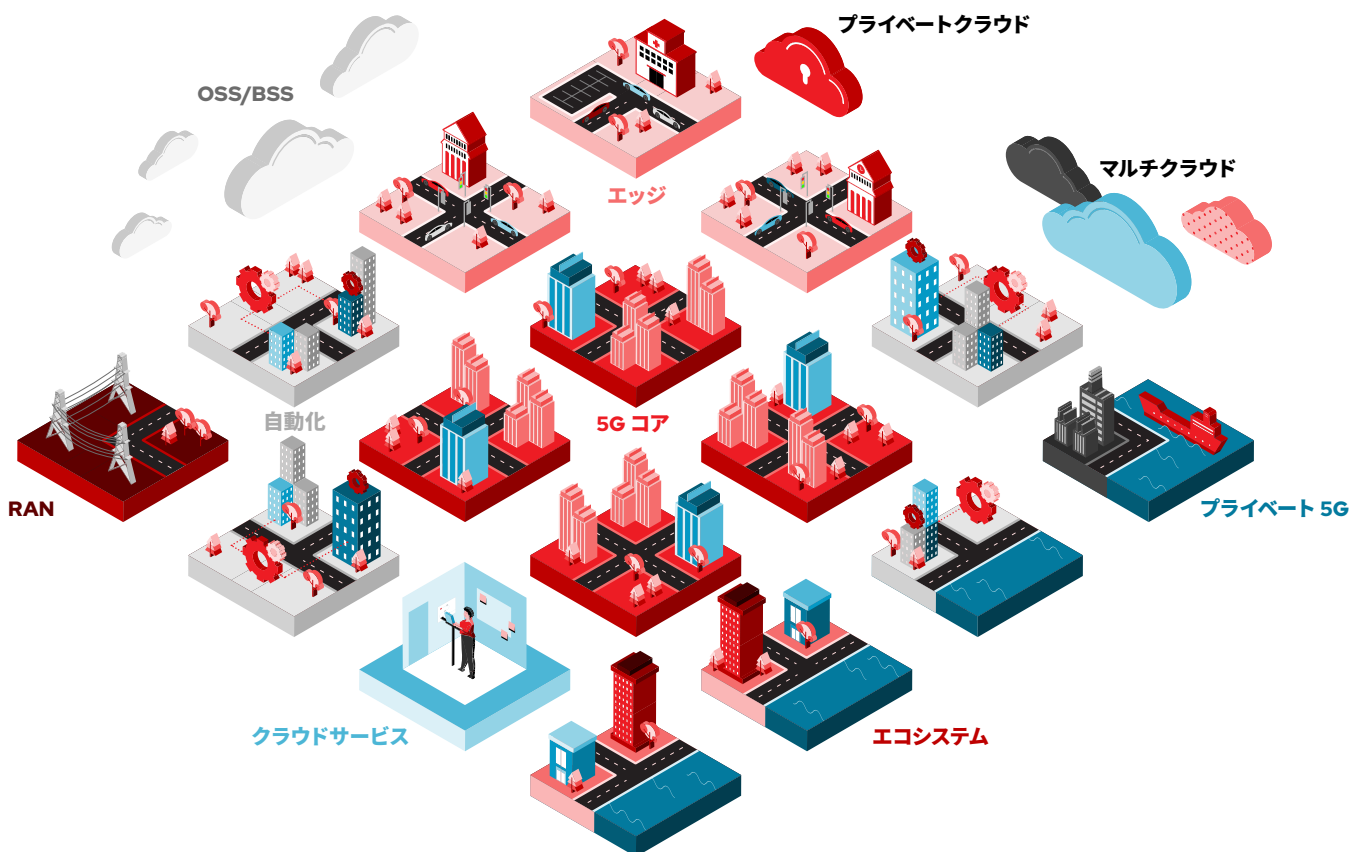 プライベートクラウド
OSS/BSS
マルチクラウド
エッジ
自動化
5G コア
RAN
プライベート 5G
クラウドサービス
エコシステム